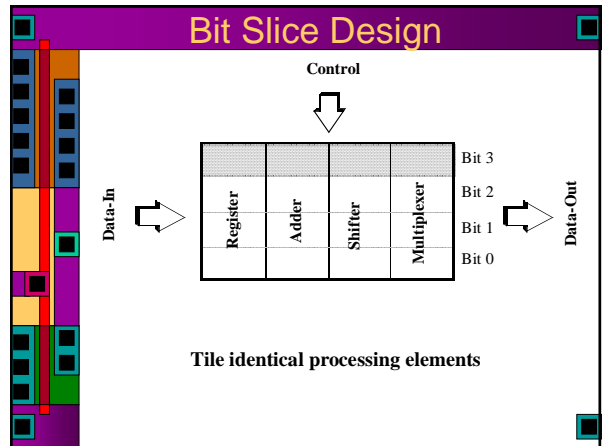 Bit Slice Design
Control
Bit 3
Bit 2
Bit 1
Bit 0
Data-In
Register
Adder
Shifter
Multiplexer
Data-Out
Tile identical processing elements